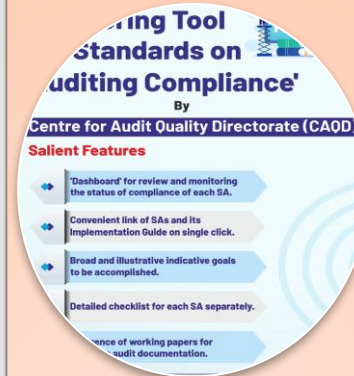 Tool
Standards on
Auditing Compliance'
By
Centre for Audit Quality Directorate (CAQD)
Salient Features
'Dashboard' for review and monitoring
the status of compliance of each SA.
Convenient link of SAs and its
Implementation Guide on single click.
Broad and illustrative indicative goals
to be accomplished.
Detailed checklist for each SA separately.
of working papers for
audit documentation.